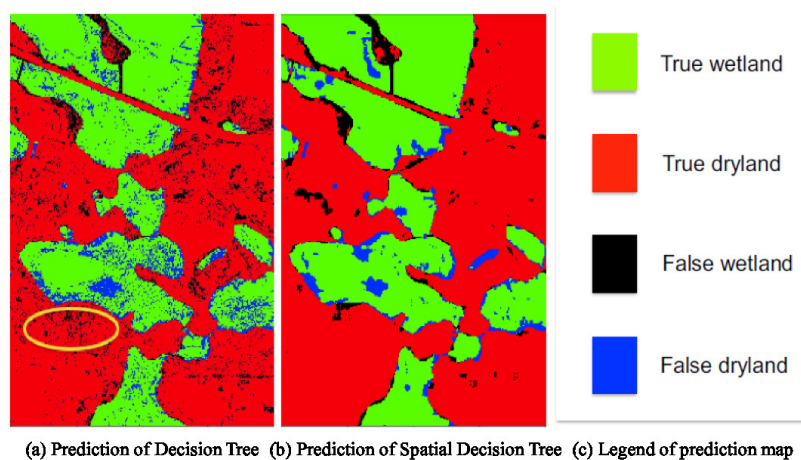 True wetland
True dryland
False wetland
False dryland
(a) Prediction of Decision Tree (b) Prediction of Spatial Decision Tree (c) Legend of prediction map